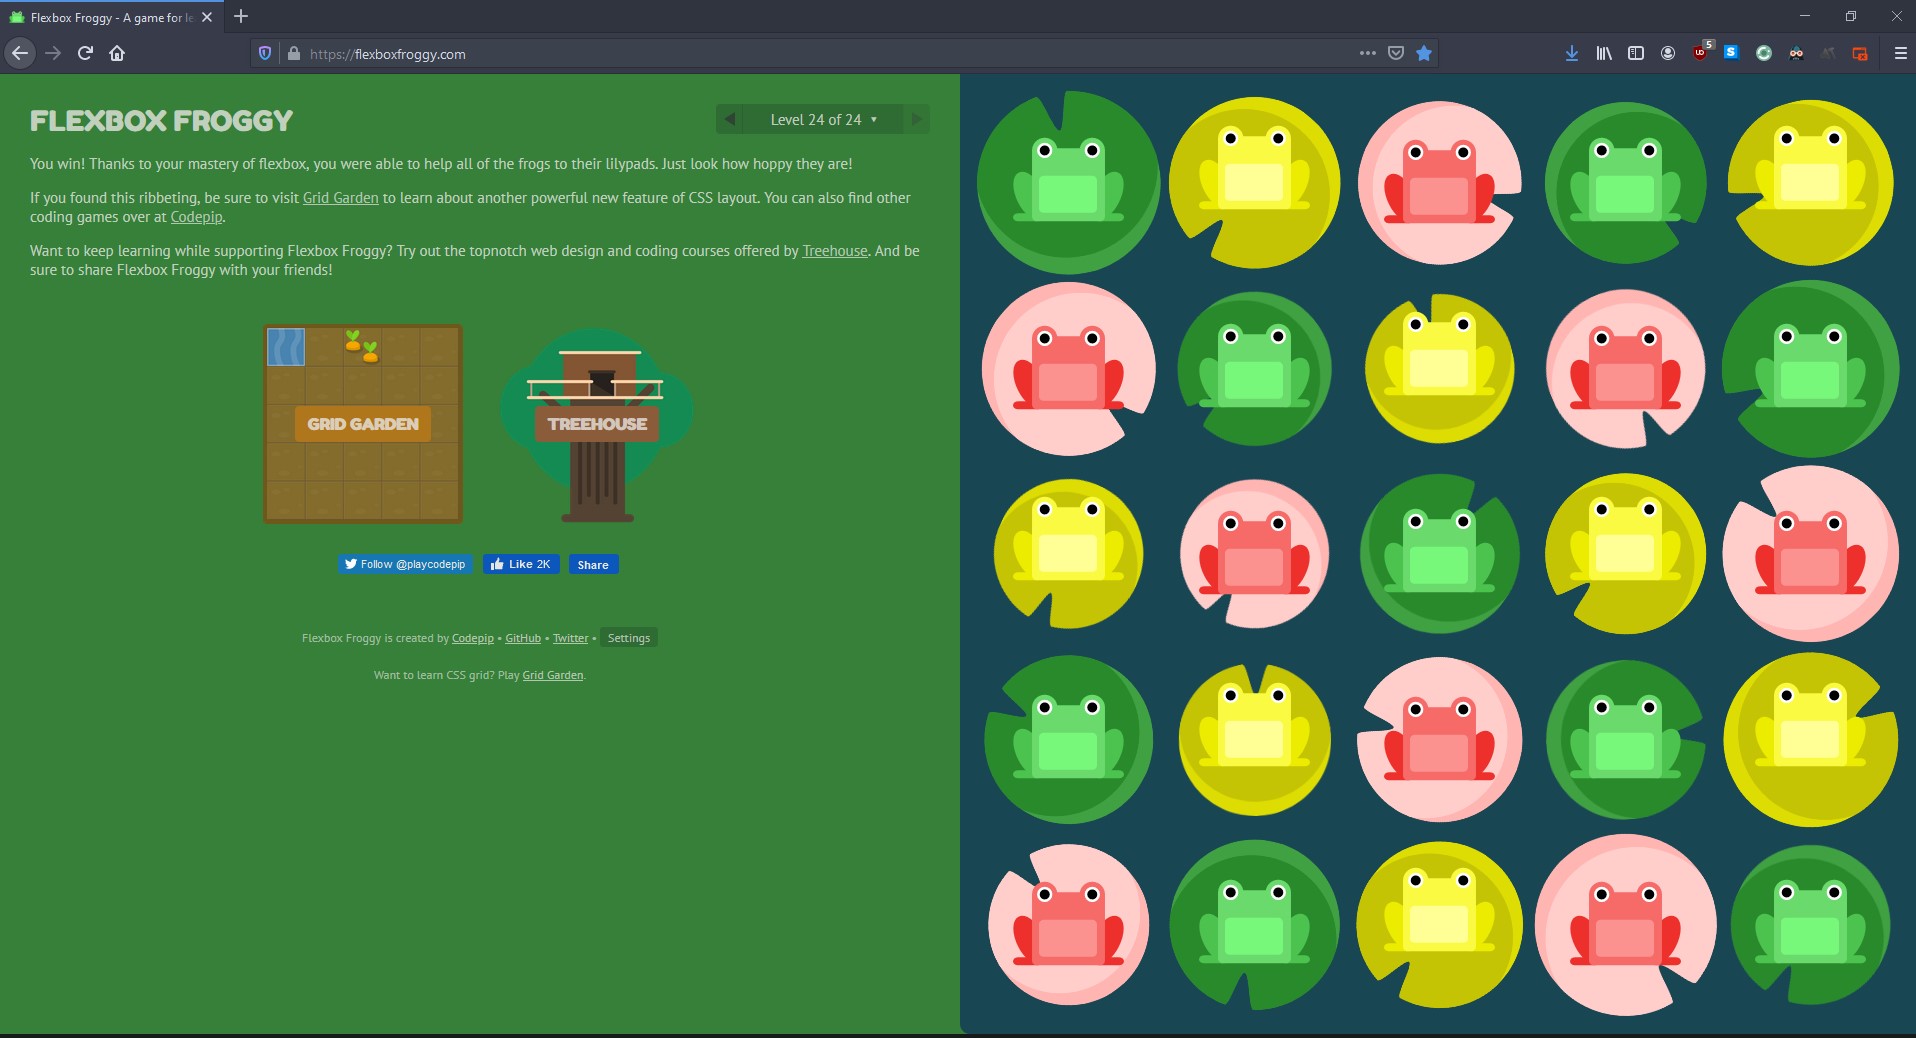 Flexbox Froggy - A game for le
https://flexboxfroggy.com
5
FLEXBOX FROGGY
Level 24 of 24
You win! Thanks to your mastery of flexbox, you were able to help all of the frogs to their lilypads. Just look how hoppy they are!
If you found this ribbeting, be sure to visit Grid Garden to learn about another powerful new feature of CSS layout. You can also find other
coding games over at Codepip.
Want to keep learning while supporting Flexbox Froggy? Try out the topnotch web design and coding courses offered by Treehouse. And be
sure to share Flexbox Froggy with your friends!
GRID GARDEN
TREEHOUSE
Follow @playcodepip
Like 2K
Share
Flexbox Froggy is created by Codepip • GitHub • Twitter • Settings
Want to learn CSS grid? Play Grid Garden.